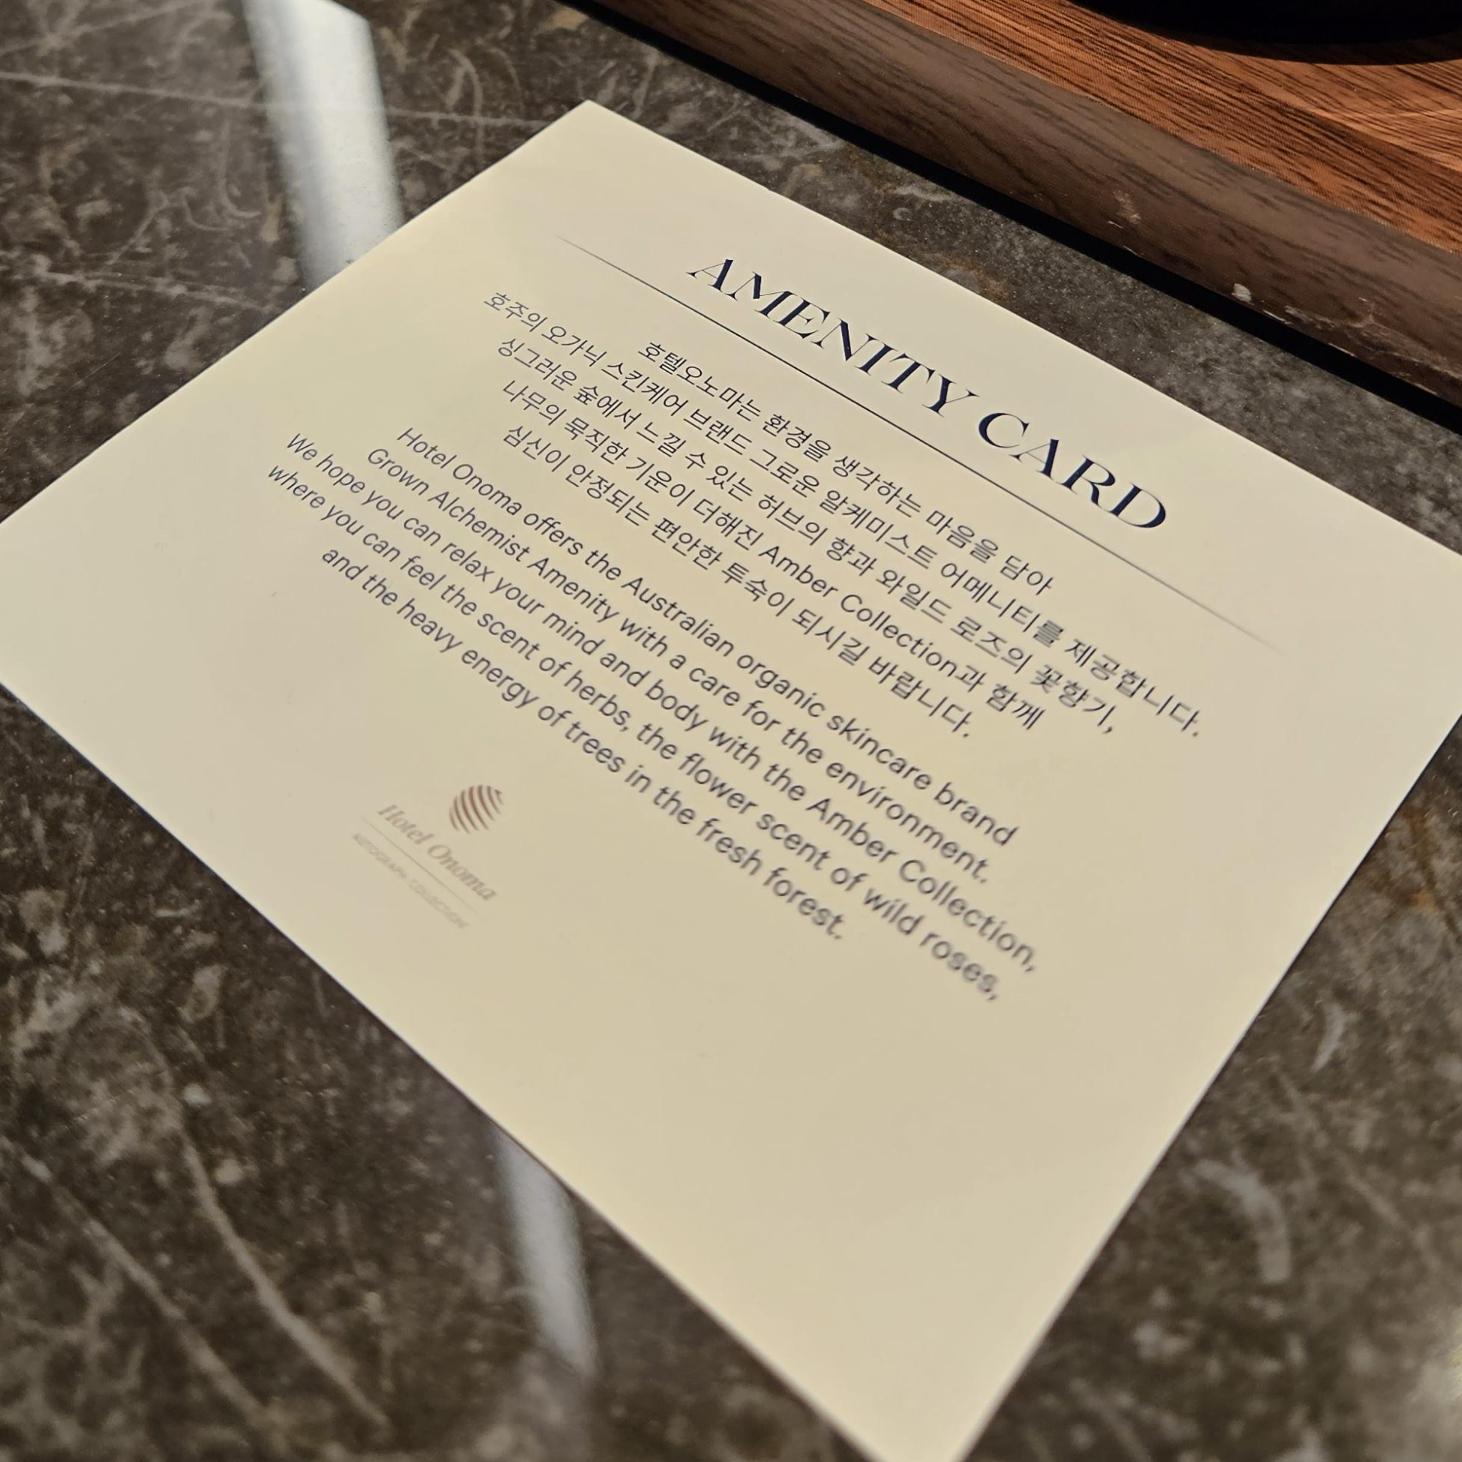 AMENITY CARD
호텔오노마는 환경을 생각하는 마음을 담아
호주의 오가닉 스킨케어 브랜드 그로운 알케미스트 어메니티를 제공합니다.
싱그러운 숲에서 느낄 수 있는 허브의 향과 와일드 로즈의 꽃향기,
나무의 묵직한 기운이 더해진 Amber Collection과 함께
심신이 안정되는 편안한 투숙이 되시길 바랍니다.
Hotel Onoma offers the Australian organic skincare brand
Grown Alchemist Amenity with a care for the environment.
We hope you can relax your mind and body with the Amber Collection,
where you can feel the scent of herbs, the flower scent of wild roses,
and the heavy energy of trees in the fresh forest.
Hotel Onoma
AUTOGRAPH COLLECTION